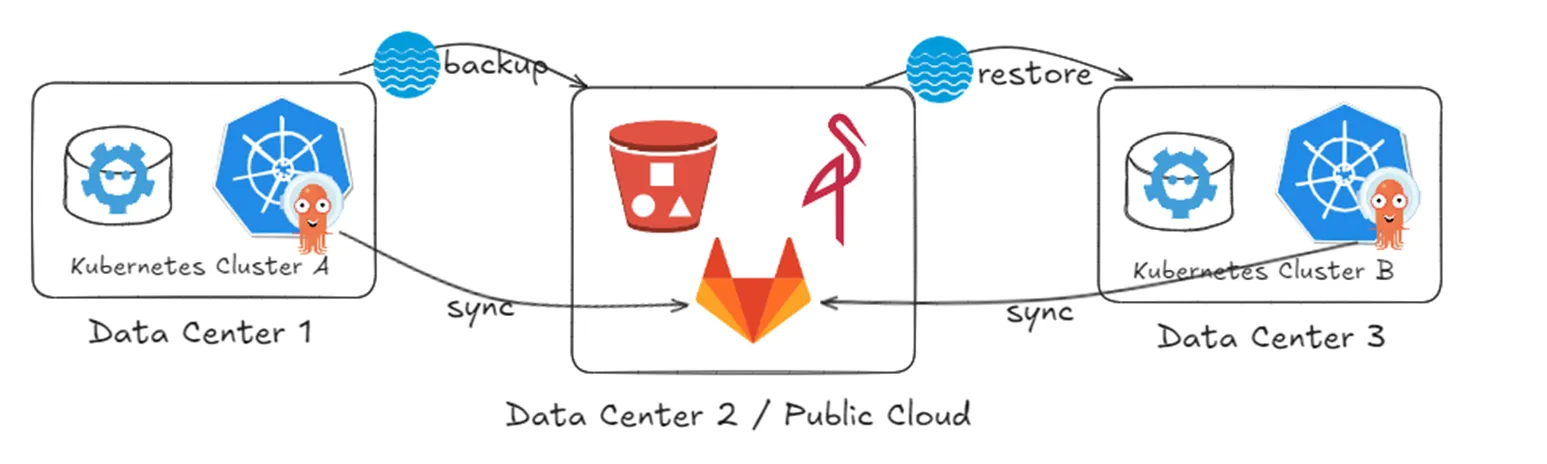 backup
restore
Kubernetes Cluster A
Kubernetes Cluster B
sync
sync
Data Center 1
Data Center 3
Data Center 2 / Public Cloud